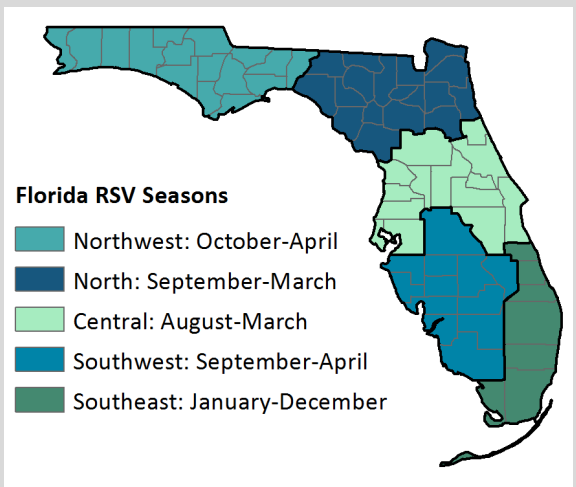 Florida RSV Seasons
Northwest: October-April
North: September-March
Central: August-March
Southwest: September-April
Southeast: January-December